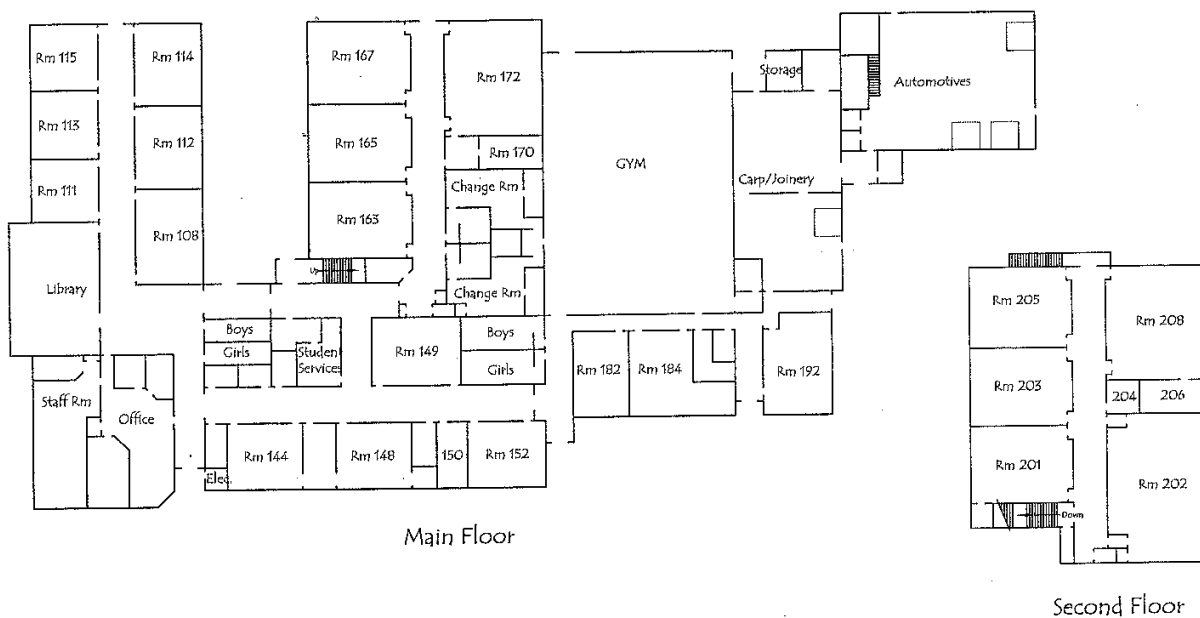 Rm 115
Rm 114
Rm 167
Rm 172
Storage
Automotives
Rm 113
Rm 112
Rm 165
Rm 170
GYM
Carp/Joinery
Rm 111
Rm 108
Rm 163
Change Rm
Up
Library
Change Rm
Boys
Girls
Student
Services
Rm 149
Boys
Girls
Rm 182
Rm 184
Rm 192
Staff Rm
Office
Elec.
Rm 144
Rm 148
150
Rm 152
Main Floor
Rm 205
Rm 208
Rm 203
204
206
Rm 201
Rm 202
Down
Second Floor